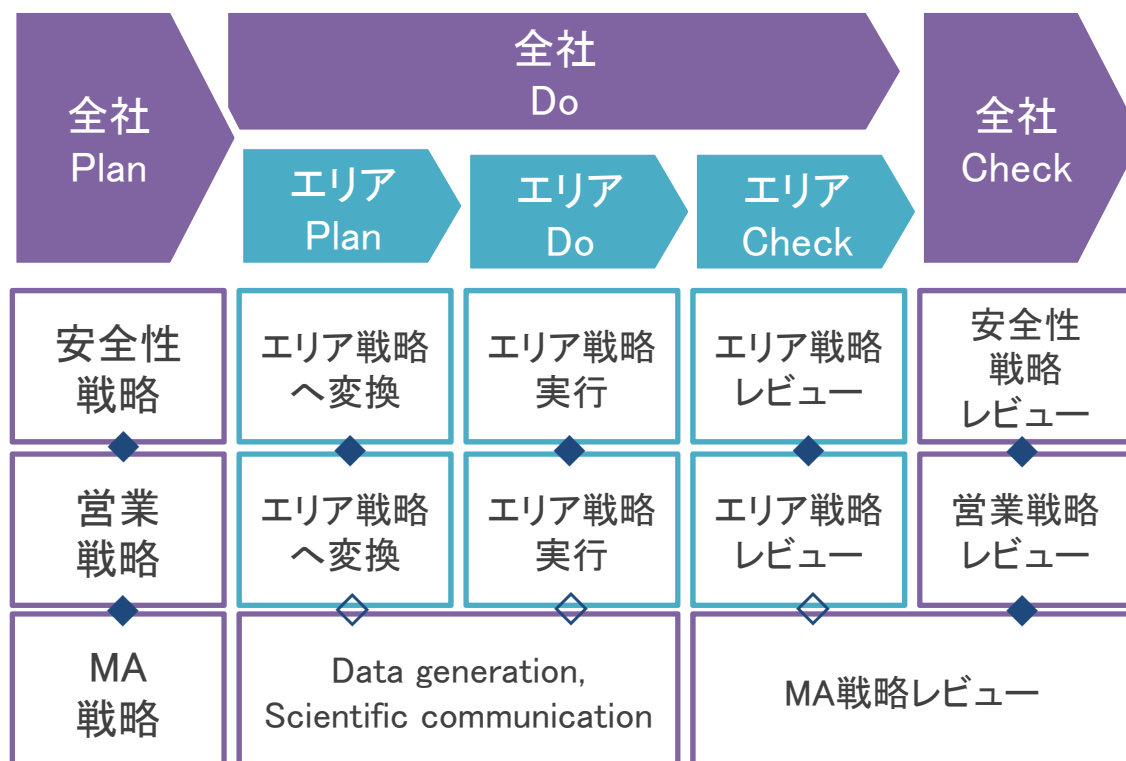 全社
Plan
全社
Do
全社
Check
エリア
Plan
エリア
Do
エリア
Check
安全性
戦略
エリア戦略
へ変換
エリア戦略
実行
エリア戦略
レビュー
安全性
戦略
レビュー
営業
戦略
エリア戦略
へ変換
エリア戦略
実行
エリア戦略
レビュー
営業戦略
レビュー
MA
戦略
Data generation,
Scientific communication
MA戦略レビュー